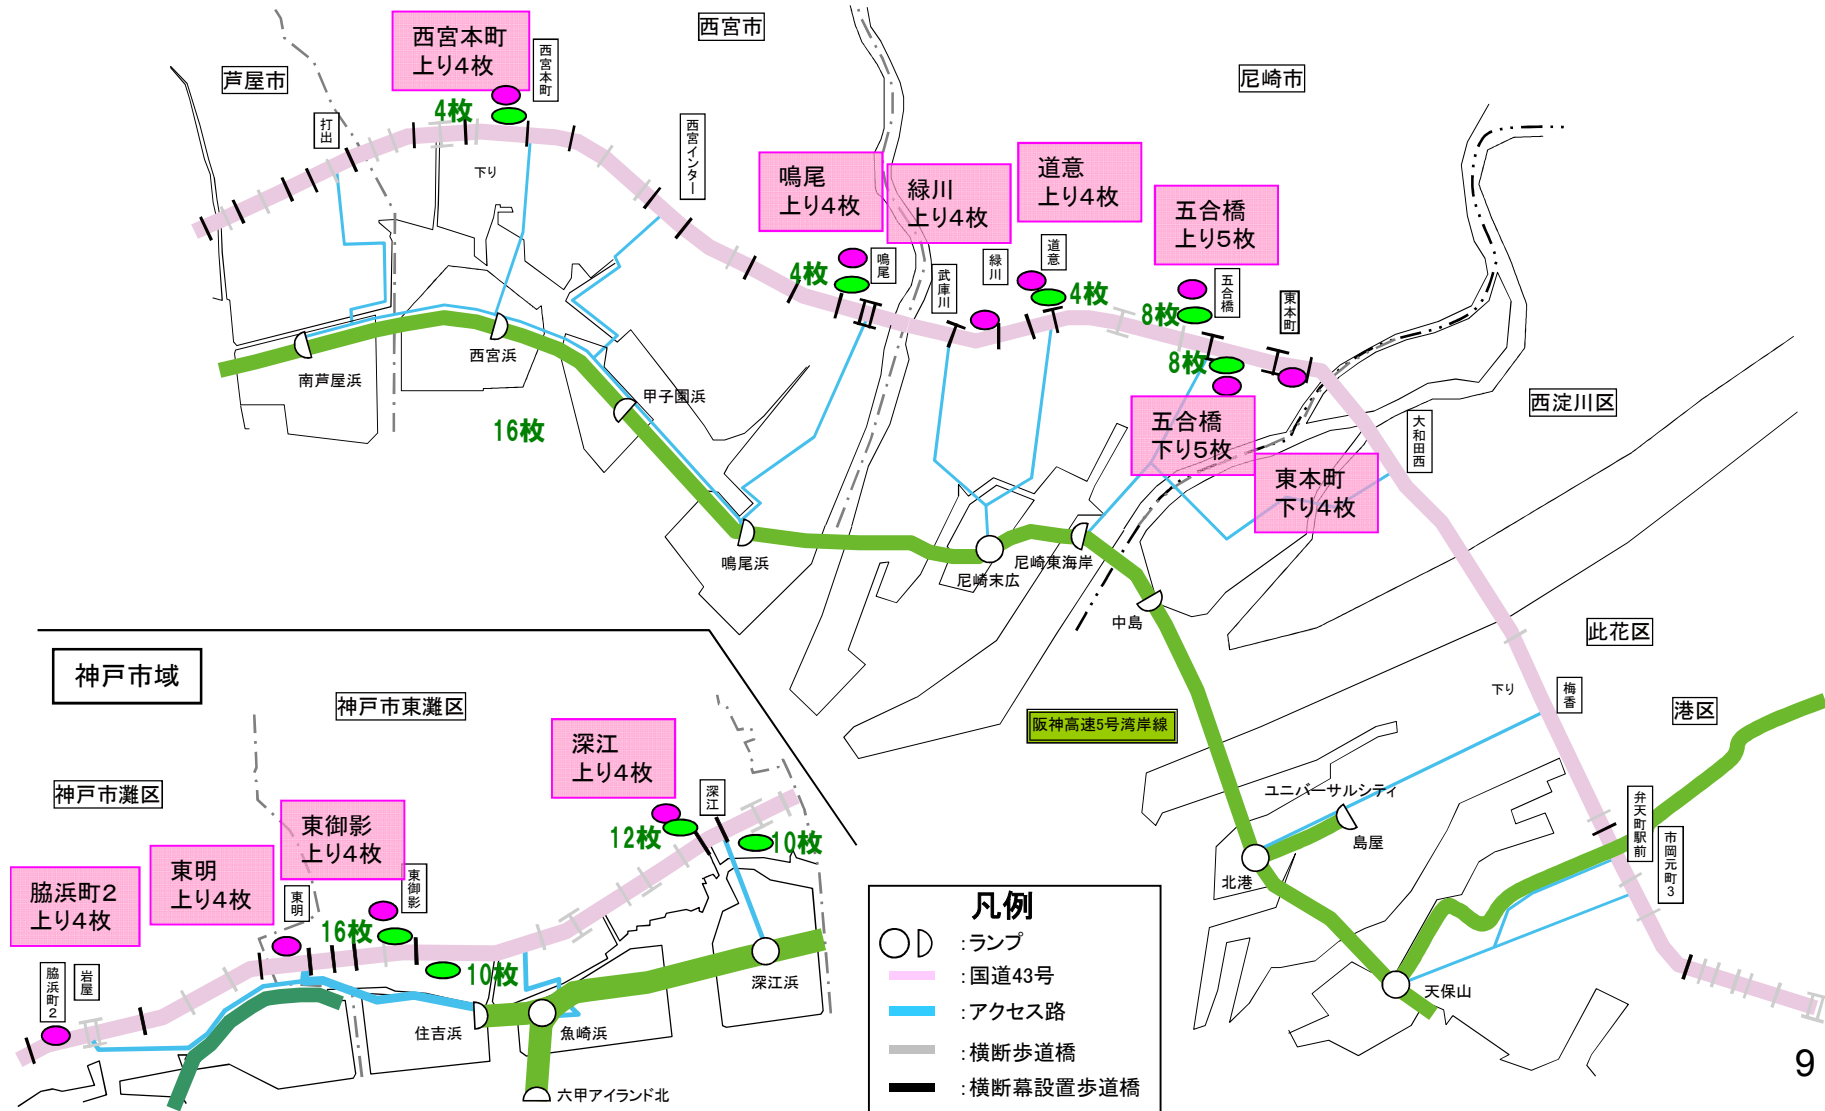 西宮本町
上り4枚
西宮本町
西宮市
芦屋市
尼崎市
4枚
打出
下り
西宮インター
鳴尾
上り4枚
緑川
上り4枚
道意
上り4枚
五合橋
上り5枚
4枚
鳴尾
武庫川
緑川
道意
4枚
8枚
五合橋
東本町
8枚
南芦屋浜
西宮浜
甲子園浜
16枚
五合橋
下り5枚
東本町
下り4枚
大和田西
西淀川区
鳴尾浜
尼崎末広
尼崎東海岸
中島
此花区
神戸市域
神戸市東灘区
下り
梅香
港区
阪神高速5号湾岸線
深江
上り4枚
神戸市灘区
深江
ユニバーサルシティ
島屋
弁天町駅前
市岡元町3
東御影
上り4枚
12枚
10枚
東明
上り4枚
脇浜町2
上り4枚
東明
東御影
16枚
10枚
北港
脇浜町2
岩屋
住吉浜
魚崎浜
深江浜
六甲アイランド北
天保山
凡例
:ランプ
:国道43号
:アクセス路
:横断歩道橋
:横断幕設置歩道橋
9